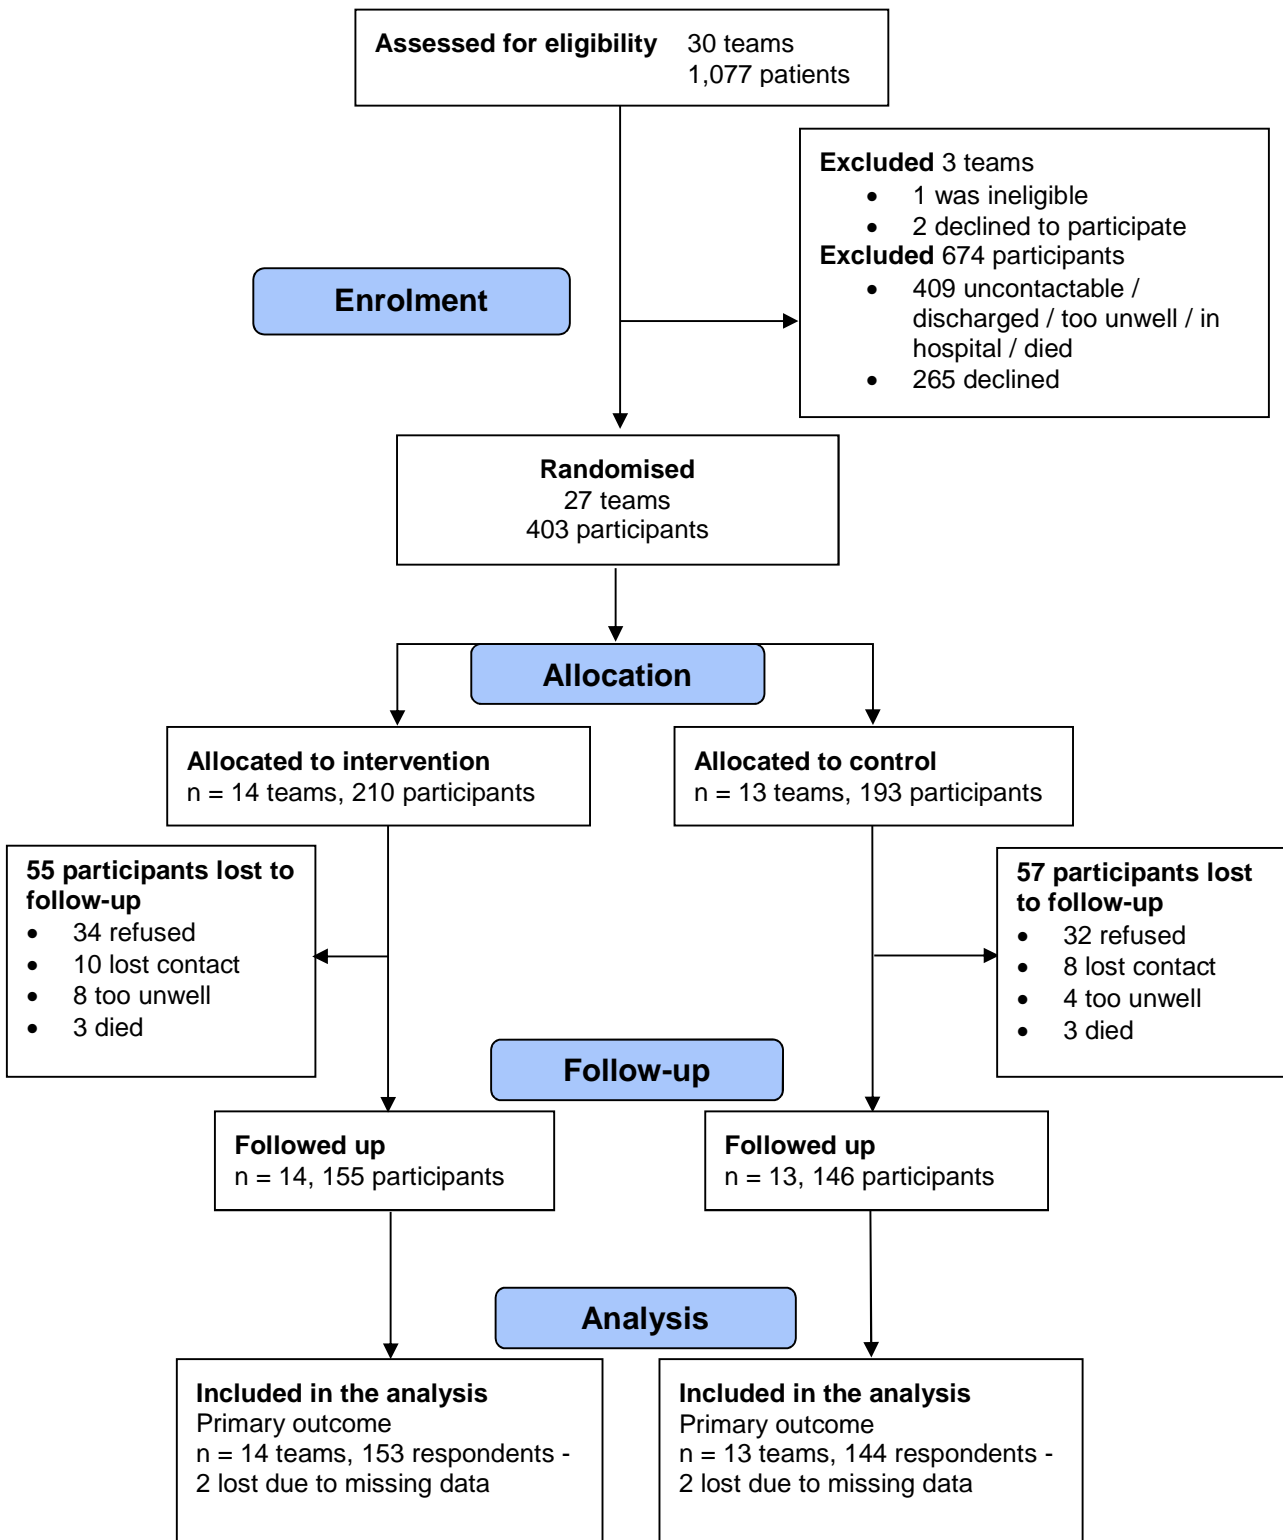 Assessed for eligibility 30 teams
1,077 patients
Excluded 3 teams
• 1 was ineligible
• 2 declined to participate
Excluded 674 participants
• 409 uncontactable /
discharged / too unwell / in
hospital / died
• 265 declined
Enrolment
Randomised
27 teams
403 participants
Allocation
Allocated to intervention
n = 14 teams, 210 participants
Allocated to control
n = 13 teams, 193 participants
55 participants lost to
follow-up
• 34 refused
• 10 lost contact
• 8 too unwell
• 3 died
57 participants lost
to follow-up
• 32 refused
• 8 lost contact
• 4 too unwell
• 3 died
Follow-up
Followed up
n = 14, 155 participants
Followed up
n = 13, 146 participants
Analysis
Included in the analysis
Primary outcome
n = 14 teams, 153 respondents -
2 lost due to missing data
Included in the analysis
Primary outcome
n = 13 teams, 144 respondents -
2 lost due to missing data